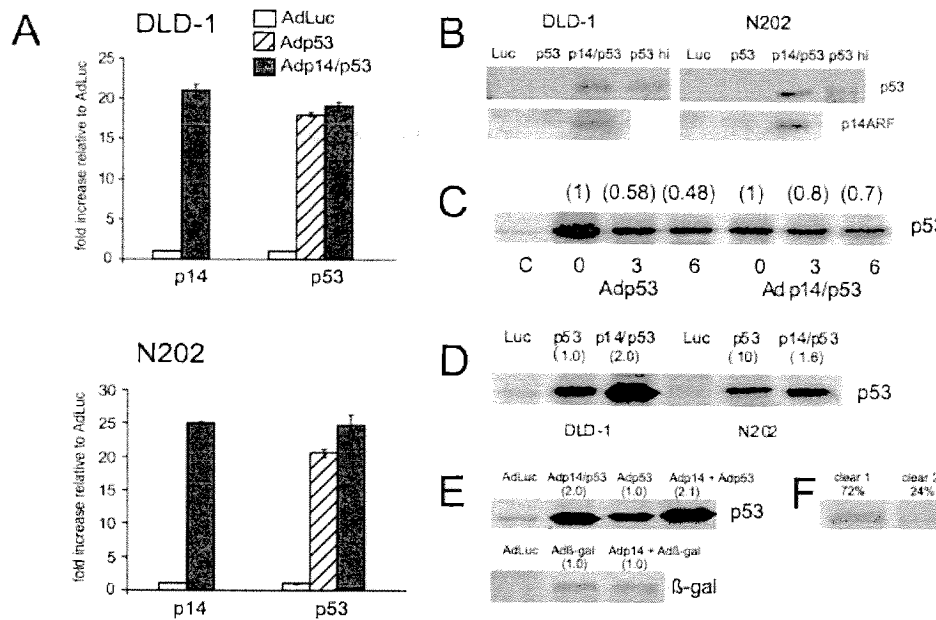 A
DLD-1
AdLuc
Adp53
Adp14/p53
fold increase relative to AdLuc
25
20
15
10
5
0
p14
p53
N202
fold increase relative to AdLuc
30
25
20
15
10
5
0
p14
p53
B
DLD-1
N202
Luc p53 p14/p53 p53 hi
Luc p53 p14/p53 p53 hi
p53
p14ARF
C
(1) (0.58) (0.48) (1) (0.8) (0.7)
p53
C 0 3 6 0 3 6
Adp53 Adp14/p53
D
Luc p53 p14/p53 Luc p53 p14/p53
(1.0) (2.0) (10) (1.6)
p53
DLD-1 N202
E
AdLuc Adp14/p53 Adp53 Adp14 + Adp53
(2.0) (1.0) (2.1)
p53
AdLuc Adß-gal Adp14 + Adß-gal
(1.0) (1.0)
ß-gal
F
clear 1 clear 2
72% 24%